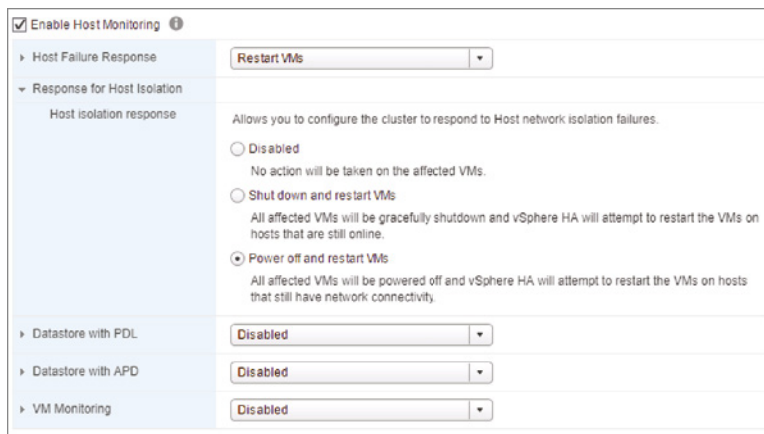 Enable Host Monitoring
Host Failure Response
Restart VMs
Response for Host Isolation
Host isolation response
Allows you to configure the cluster to respond to Host network isolation failures.
Disabled
No action will be taken on the affected VMs.
Shut down and restart VMs
All affected VMs will be gracefully shutdown and vSphere HA will attempt to restart the VMs on
hosts that are still online.
Power off and restart VMs
All affected VMs will be powered off and vSphere HA will attempt to restart the VMs on hosts
that still have network connectivity.
Datastore with PDL
Disabled
Datastore with APD
Disabled
VM Monitoring
Disabled